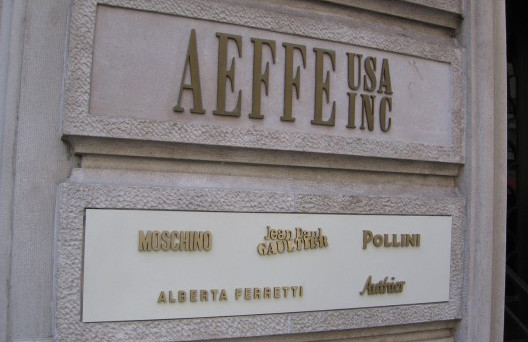 AEFFE USA INC
MOSCHINO
Jean Paul GAULTIER
POLLINI
ALBERTA FERRETTI
Authier